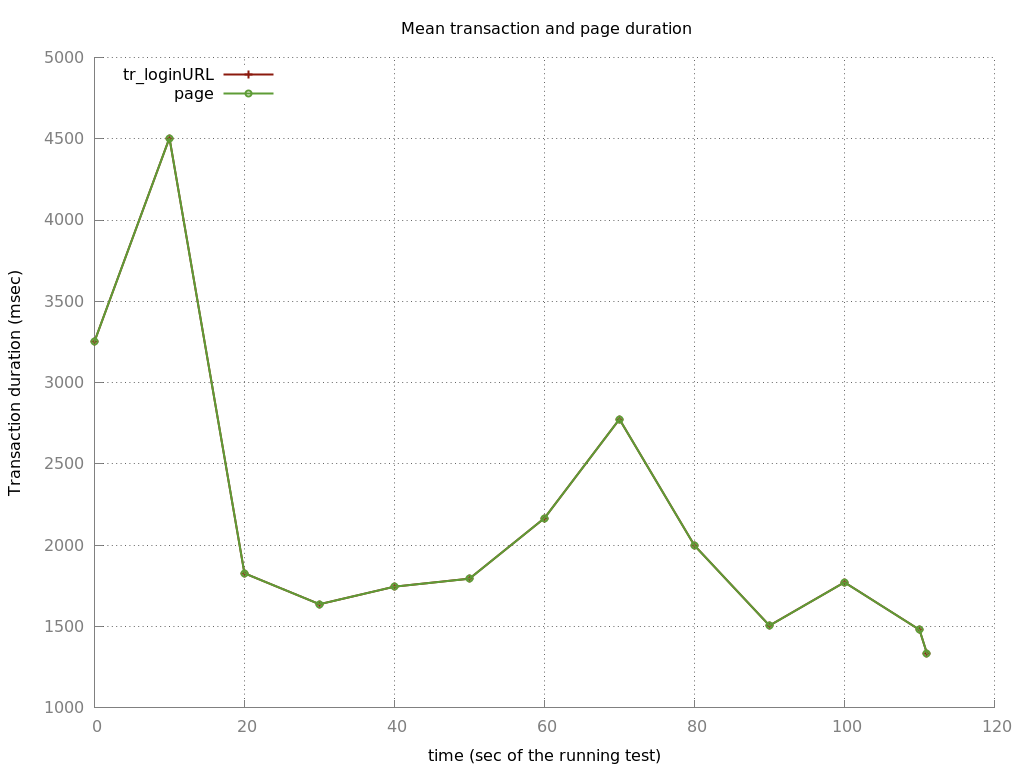 Mean transaction and page duration
5000
tr_loginURL
page
4500
4000
3500
3000
2500
2000
1500
1000
Transaction duration (msec)
0 20 40 60 80 100 120
time (sec of the running test)